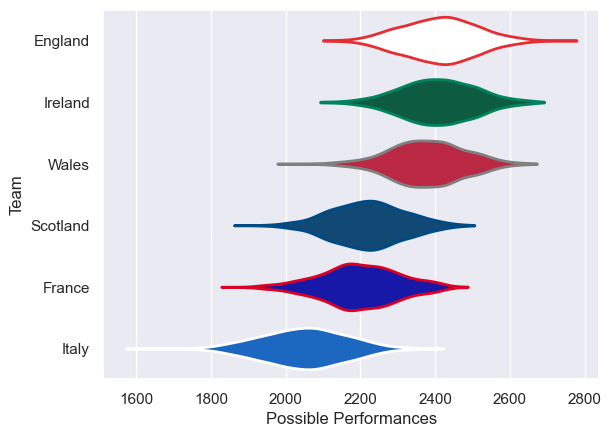 England
Ireland
Wales
Scotland
France
Italy
Team
1600 1800 2000 2200 2400 2600 2800
Possible Performances